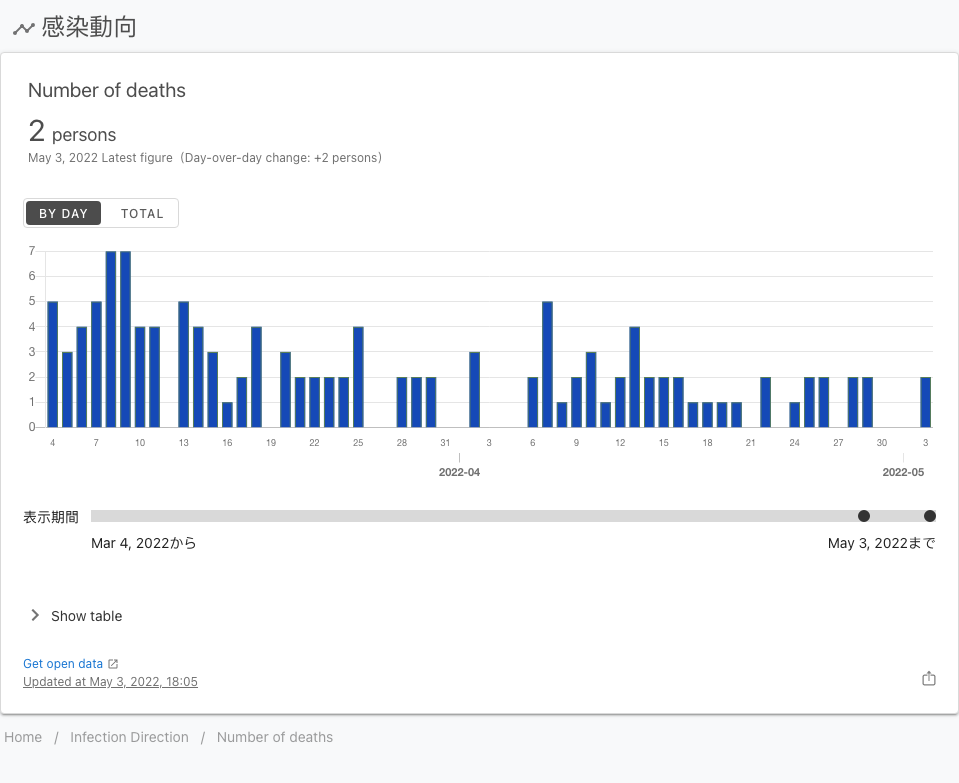 感染動向
Number of deaths
2 persons
May 3, 2022 Latest figure (Day-over-day change: +2 persons)
BY DAY TOTAL
7
6
5
4
3
2
1
0
4 7 10 13 16 19 22 25 28 31 3 6 9 12 15 18 21 24 27 30 3
2022-04 2022-05
表示期間
Mar 4, 2022から May 3, 2022まで
Show table
Get open data
Updated at May 3, 2022, 18:05
Home / Infection Direction / Number of deaths